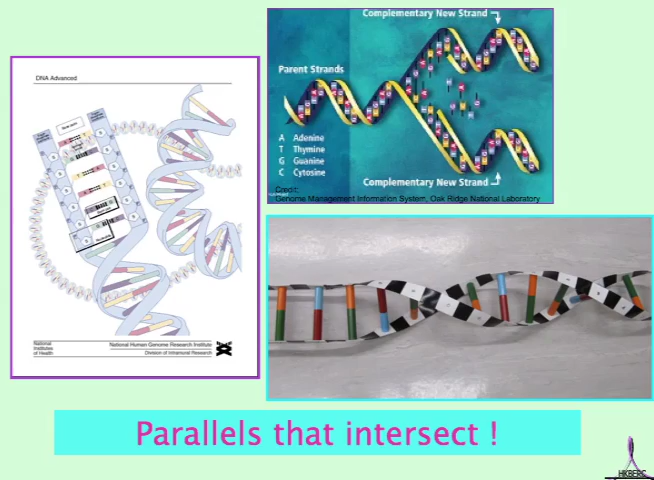 DNA Advanced
National
Institutes
of Health
National Human Genome Research Institute
Division of Intramural Research
Complementary New Strand
Parent Strands
A Adenine
T Thymine
G Guanine
C Cytosine
Complementary New Strand
Credit:
Genome Management Information System, Oak Ridge National Laboratory
Parallels that intersect !
HKBERC